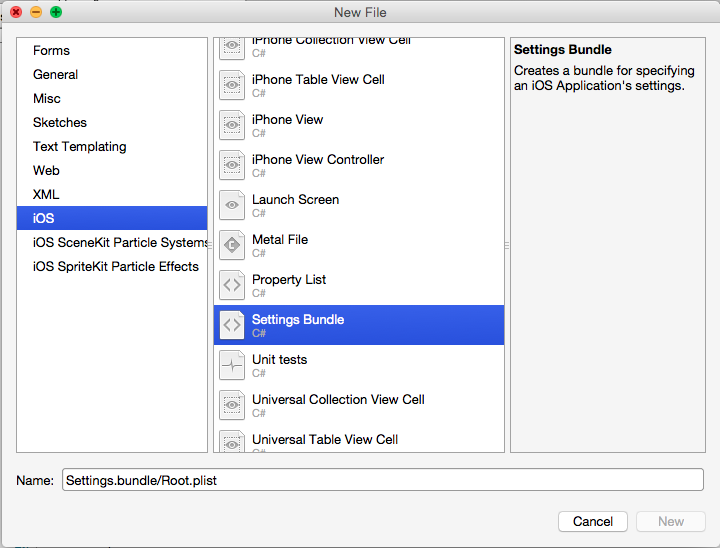 New File
Forms
General
Misc
Sketches
Text Templating
Web
XML
iOS
iOS SceneKit Particle Systems
iOS SpriteKit Particle Effects
iPhone Collection View Cell
C#
iPhone Table View Cell
C#
iPhone View
C#
iPhone View Controller
C#
Launch Screen
C#
Metal File
C#
Property List
C#
Settings Bundle
C#
Unit tests
C#
Universal Collection View Cell
C#
Universal Table View Cell
C#
Settings Bundle
Creates a bundle for specifying
an iOS Application's settings.
Name: Settings.bundle/Root.plist
Cancel
New